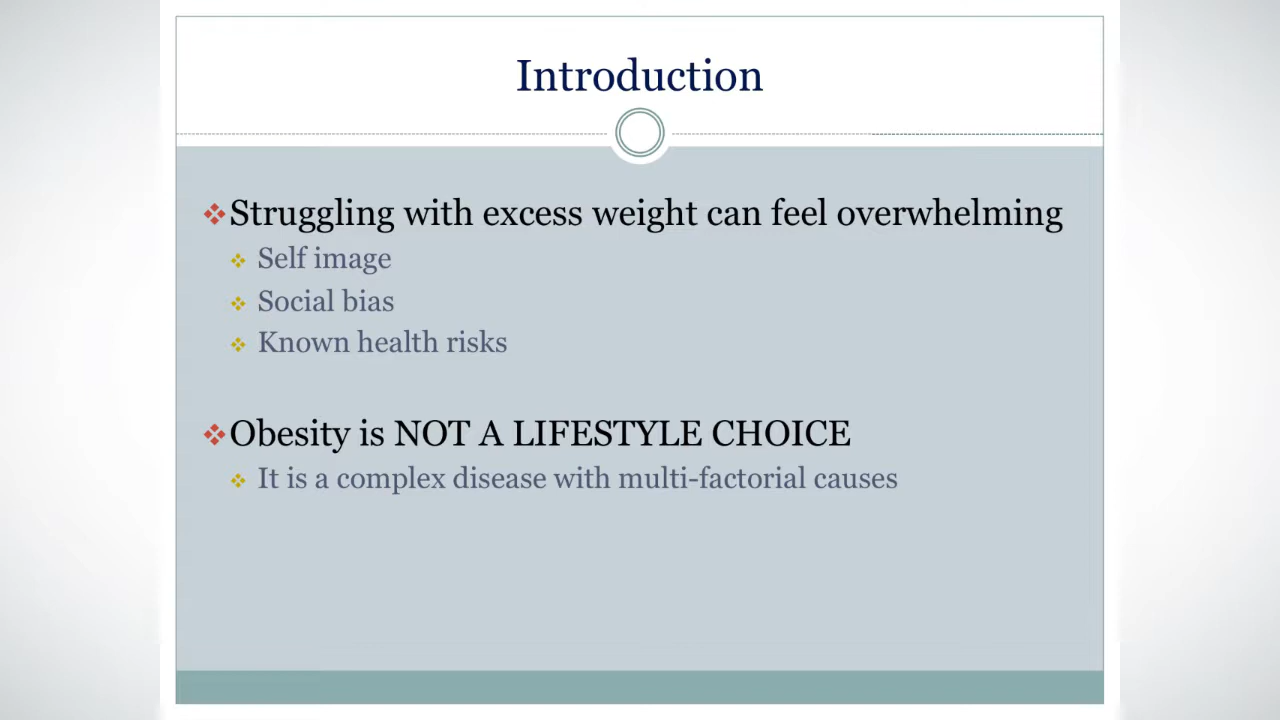 Introduction
Struggling with excess weight can feel overwhelming
Self image
Social bias
Known health risks
Obesity is NOT A LIFESTYLE CHOICE
It is a complex disease with multi-factorial causes